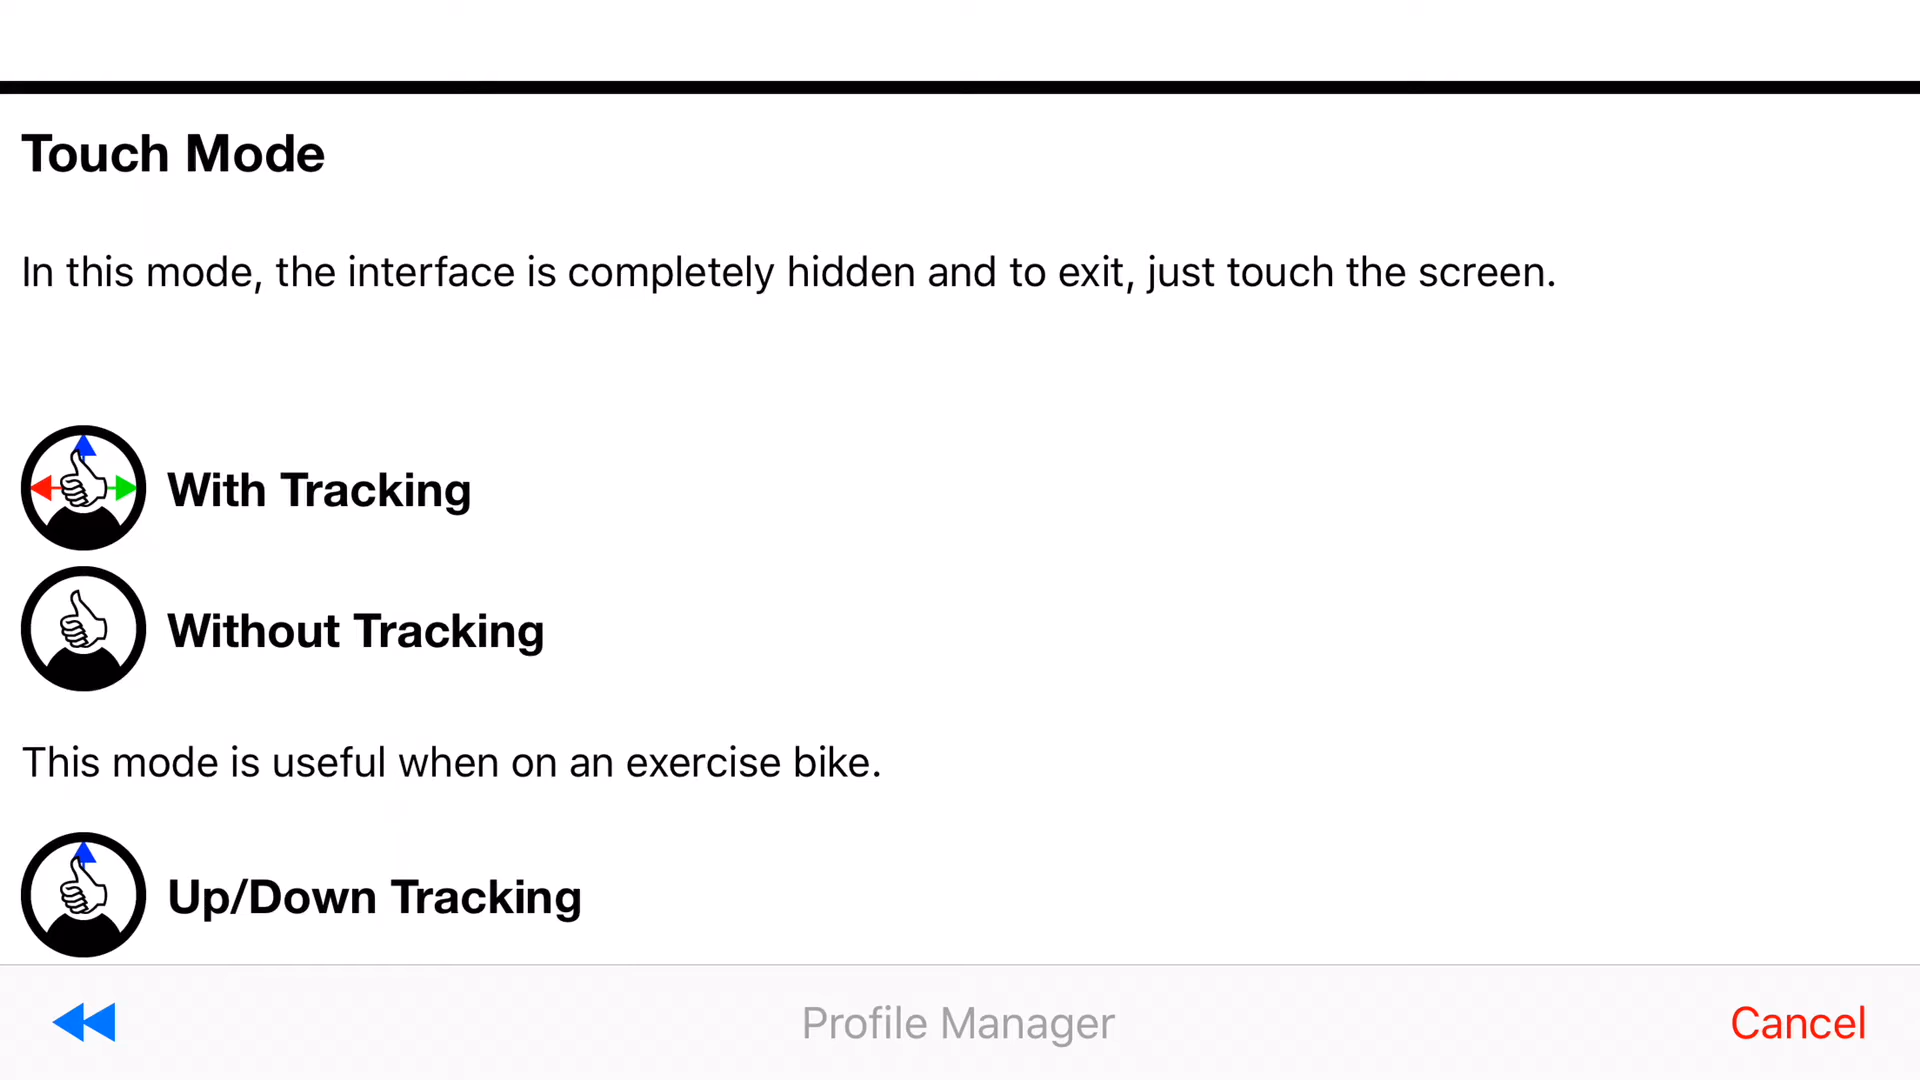 Touch Mode
In this mode, the interface is completely hidden and to exit, just touch the screen.
With Tracking
Without Tracking
This mode is useful when on an exercise bike.
Up/Down Tracking
Profile Manager
Cancel